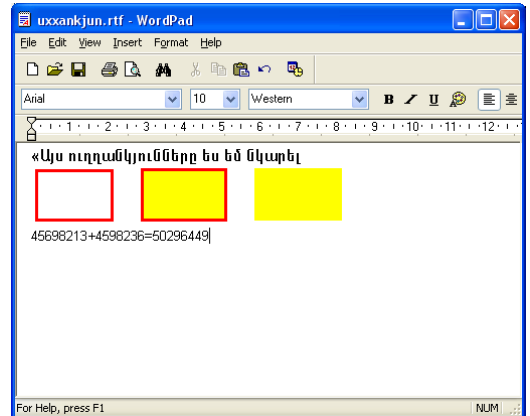 uxxankjun.rtf - WordPad
File Edit View Insert Format Help
Arial 10 Western B / U
1 2 3 4 5 6 7 8 9 10 11 12
«Այս ուղղանկյունները ես եմ նկարել
45698213+4598236=50296449
For Help, press F1 NUM